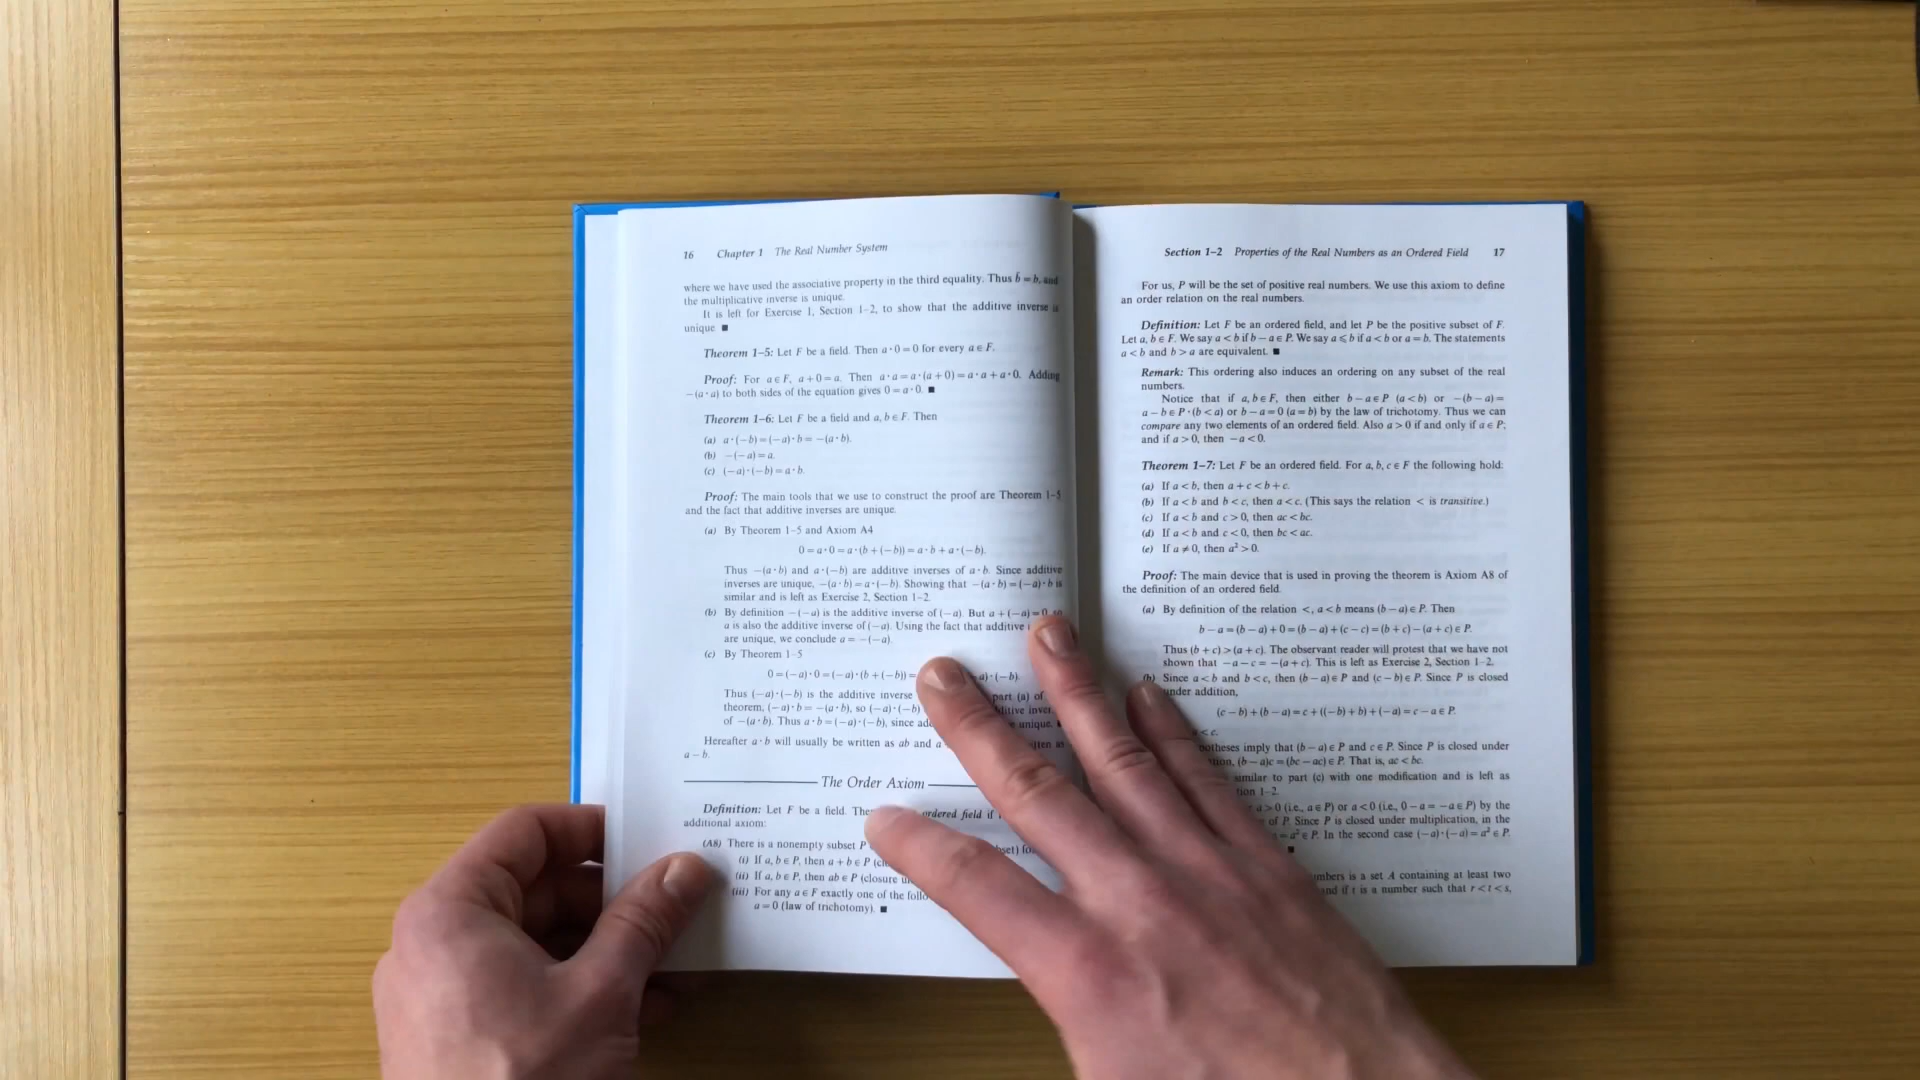 16 Chapter 1 The Real Number System
where we have used the associative property in the third equality. Thus b̂ = b, and
the multiplicative inverse is unique.
It is left for Exercise 1, Section 1–2, to show that the additive inverse is
unique. ■
Theorem 1–5: Let F be a field. Then a·0=0 for every a∈F.
Proof: For a∈F, a+0=a. Then a·a=a·(a+0)=a·a+a·0. Adding
−(a·a) to both sides of the equation gives 0=a·0. ■
Theorem 1–6: Let F be a field and a, b∈F. Then
(a) a·(−b)=(−a)·b=−(a·b).
(b) −(−a)=a.
(c) (−a)·(−b)=a·b.
Proof: The main tools that we use to construct the proof are Theorem 1–5
and the fact that additive inverses are unique.
(a) By Theorem 1–5 and Axiom A4
0=a·0=a·(b+(−b))=a·b+a·(−b).
Thus −(a·b) and a·(−b) are additive inverses of a·b. Since additive
inverses are unique, −(a·b)=a·(−b). Showing that −(a·b)=(−a)·b is
similar and is left as Exercise 2, Section 1–2.
(b) By definition −(−a) is the additive inverse of (−a). But a+(−a)=0, so
a is also the additive inverse of (−a). Using the fact that additive
are unique, we conclude a=−(−a).
(c) By Theorem 1–5
0=(−a)·0=(−a)·(b+(−b))= a)·(−b)
Thus (−a)·(−b) is the additive inverse part (a) of
theorem, (−a)·b=−(a·b), so (−a)·(−b)
of −(a·b). Thus a·b=(−a)·(−b), since unique. ■
Hereafter a·b will usually be written as ab and a
a−b.
The Order Axiom
Definition: Let F be a field. ordered field if
additional axiom:
(A8) There is a nonempty subset P
(i) If a, b∈P, then a+b∈P
(ii) If a, b∈P, then ab∈P (closure
(iii) For any a∈F exactly one of the
a=0 (law of trichotomy). ■
Section 1–2 Properties of the Real Numbers as an Ordered Field 17
For us, P will be the set of positive real numbers. We use this axiom to define
an order relation on the real numbers.
Definition: Let F be an ordered field, and let P be the positive subset of F.
Let a, b∈F. We say a<b if b−a∈P. We say a⩽b if a<b or a=b. The statements
a<b and b>a are equivalent. ■
Remark: This ordering also induces an ordering on any subset of the real
numbers.
Notice that if a, b∈F, then either b−a∈P (a<b) or −(b−a)=
a−b∈P·(b<a) or b−a=0 (a=b) by the law of trichotomy. Thus we can
compare any two elements of an ordered field. Also a>0 if and only if a∈P;
and if a>0, then −a<0.
Theorem 1–7: Let F be an ordered field. For a, b, c∈F the following hold:
(a) If a<b, then a+c<b+c.
(b) If a<b and b<c, then a<c. (This says the relation < is transitive.)
(c) If a<b and c>0, then ac<bc.
(d) If a<b and c<0, then bc<ac.
(e) If a≠0, then a²>0.
Proof: The main device that is used in proving the theorem is Axiom A8 of
the definition of an ordered field.
(a) By definition of the relation <, a<b means (b−a)∈P. Then
b−a=(b−a)+0=(b−a)+(c−c)=(b+c)−(a+c)∈P.
Thus (b+c)>(a+c). The observant reader will protest that we have not
shown that −a−c=−(a+c). This is left as Exercise 2, Section 1–2.
(b) Since a<b and b<c, then (b−a)∈P and (c−b)∈P. Since P is closed
under addition,
(c−b)+(b−a)=c+((−b)+b)+(−a)=c−a∈P.
<c.
imply that (b−a)∈P and c∈P. Since P is closed under
(b−a)c=(bc−ac)∈P. That is, ac<bc.
similar to part (c) with one modification and is left as
1–2.
a>0 (i.e., a∈P) or a<0 (i.e., 0−a=−a∈P) by the
of P. Since P is closed under multiplication, in the
=a²∈P. In the second case (−a)·(−a)=a²∈P.
■
is a set A containing at least two
and if t is a number such that r<t<s,